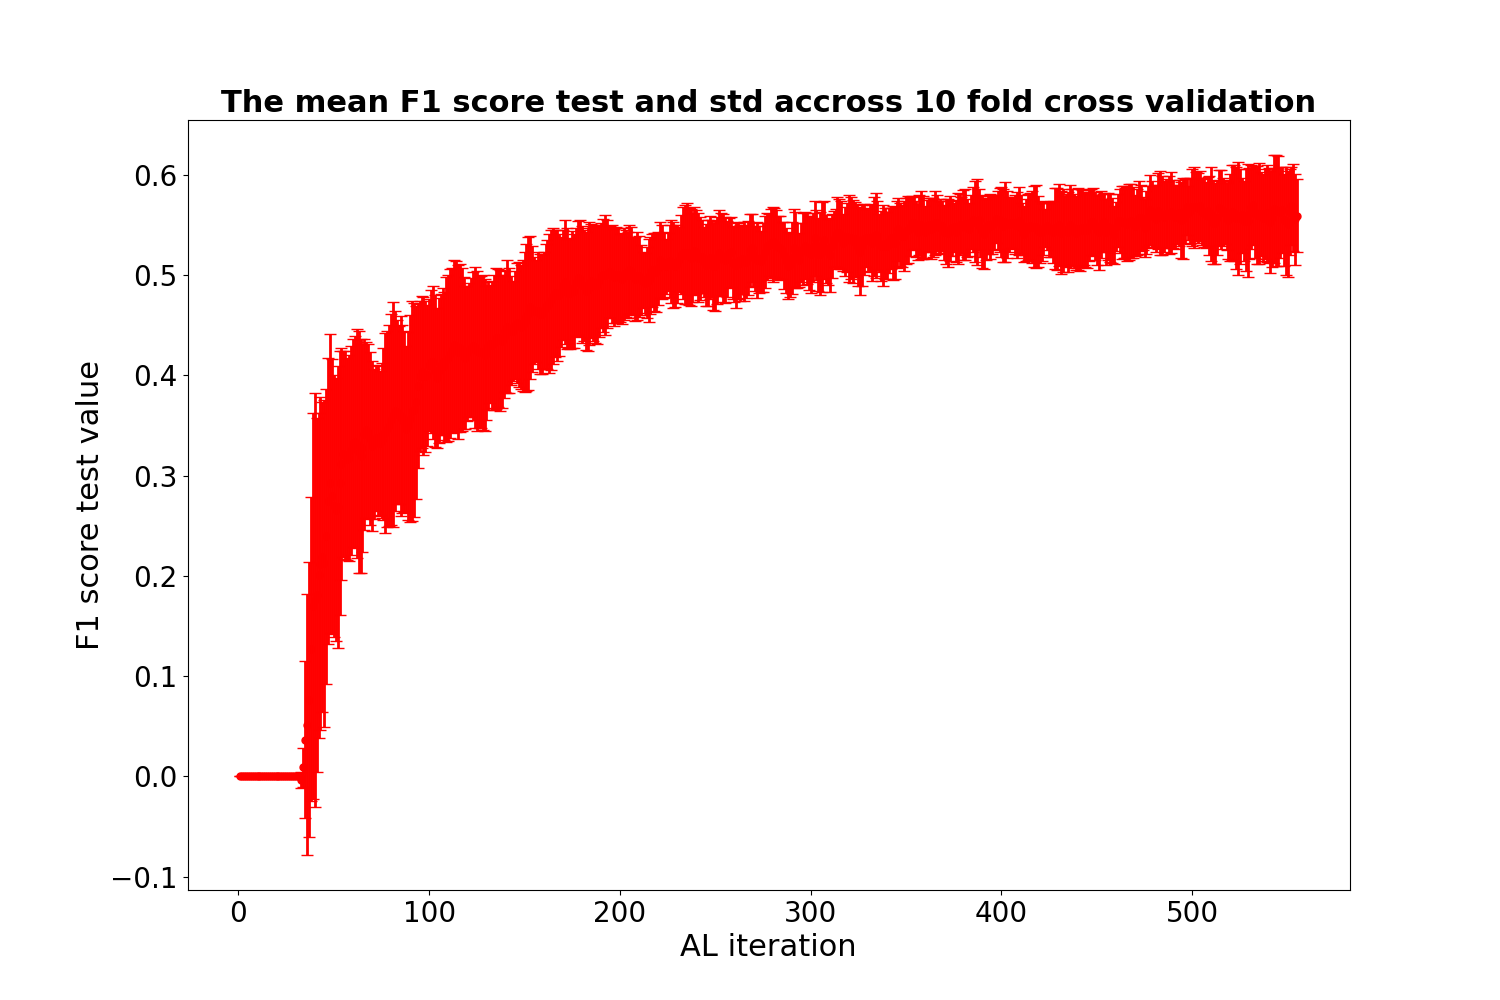 The mean F1 score test and std accross 10 fold cross validation
0.6
0.5
0.4
0.3
0.2
0.1
0.0
−0.1
F1 score test value
0 100 200 300 400 500
AL iteration